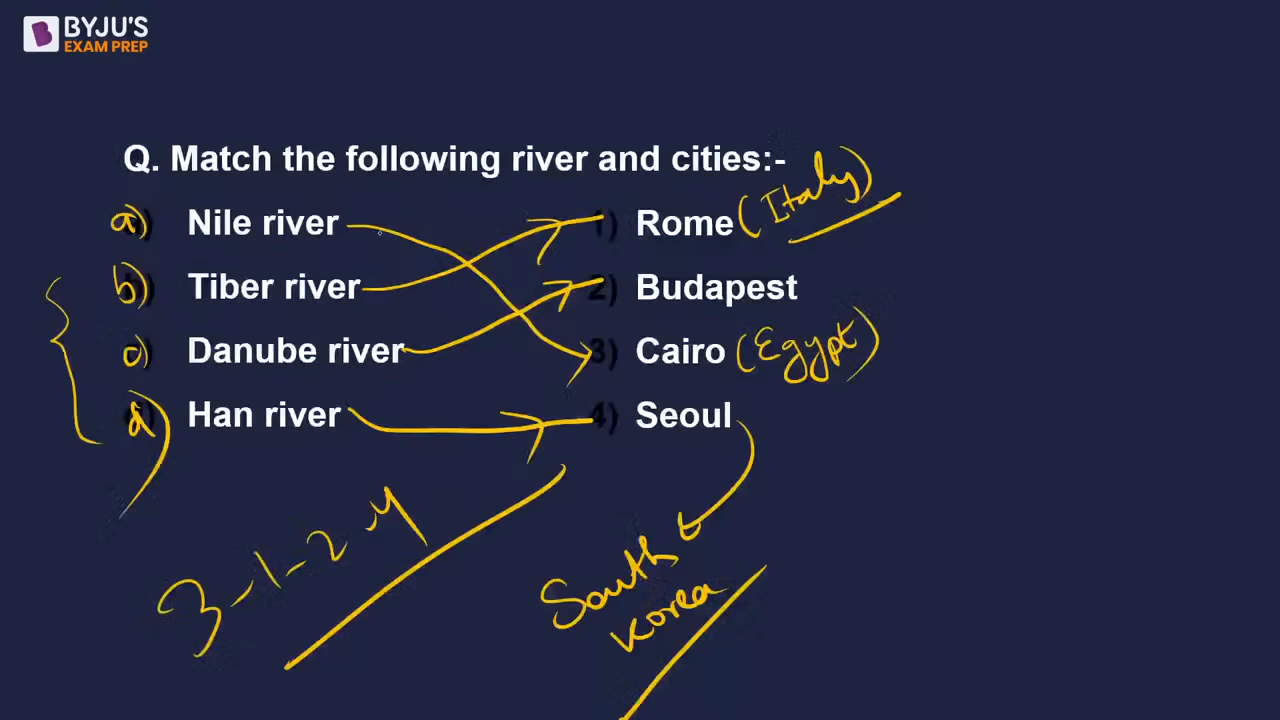 BYJU'S
EXAM PREP
Q. Match the following river and cities:-
a) Nile river 1) Rome (Italy)
b) Tiber river 2) Budapest
c) Danube river 3) Cairo (Egypt)
d) Han river 4) Seoul
3-1-2-4
South
Korea